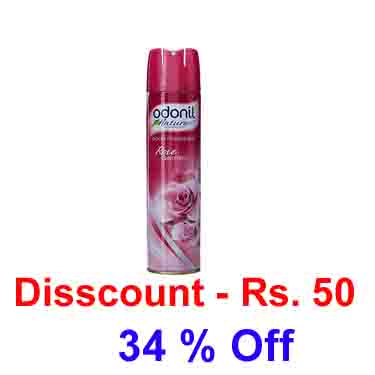 odonil
Nature
Rose
Disscount - Rs. 50
34 % Off